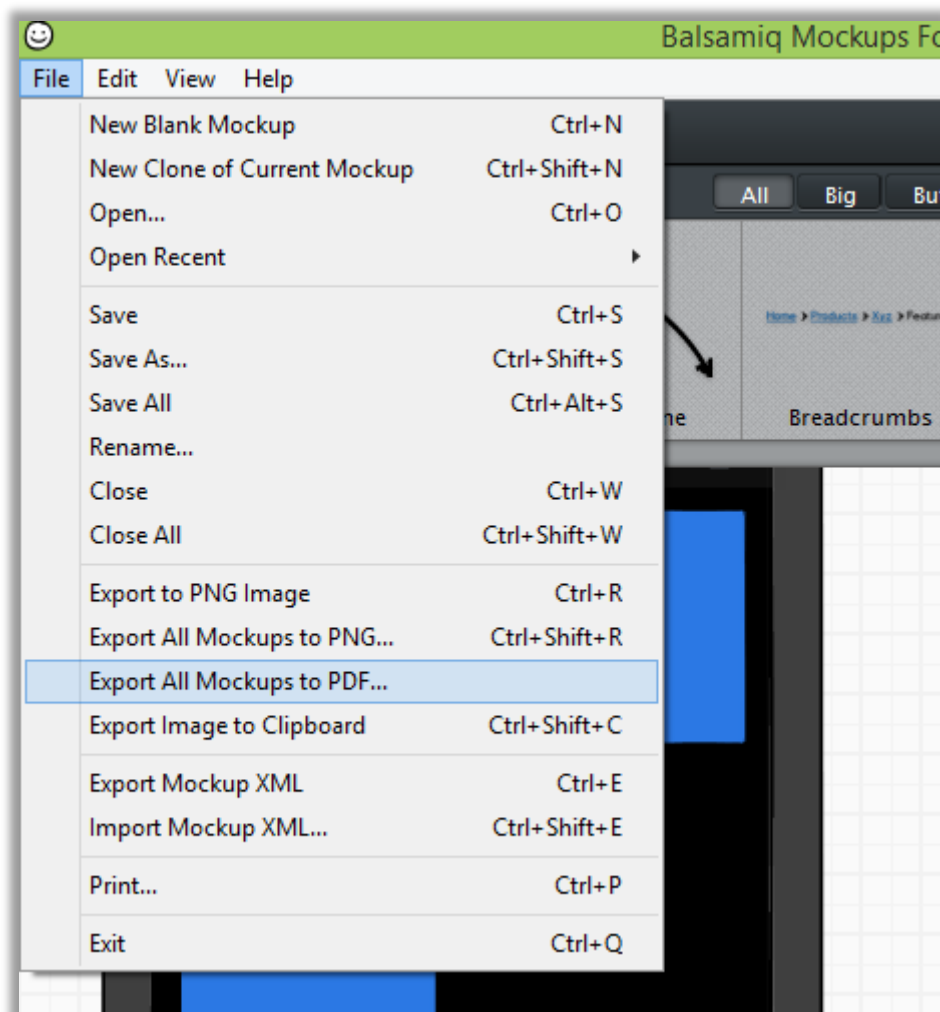 Balsamiq Mockups Fo
File Edit View Help
New Blank Mockup Ctrl+N
New Clone of Current Mockup Ctrl+Shift+N
Open... Ctrl+O
Open Recent
Save Ctrl+S
Save As... Ctrl+Shift+S
Save All Ctrl+Alt+S
Rename...
Close Ctrl+W
Close All Ctrl+Shift+W
Export to PNG Image Ctrl+R
Export All Mockups to PNG... Ctrl+Shift+R
Export All Mockups to PDF...
Export Image to Clipboard Ctrl+Shift+C
Export Mockup XML Ctrl+E
Import Mockup XML... Ctrl+Shift+E
Print... Ctrl+P
Exit Ctrl+Q
All Big Bu
Home Products Xyz Featur
ne Breadcrumbs